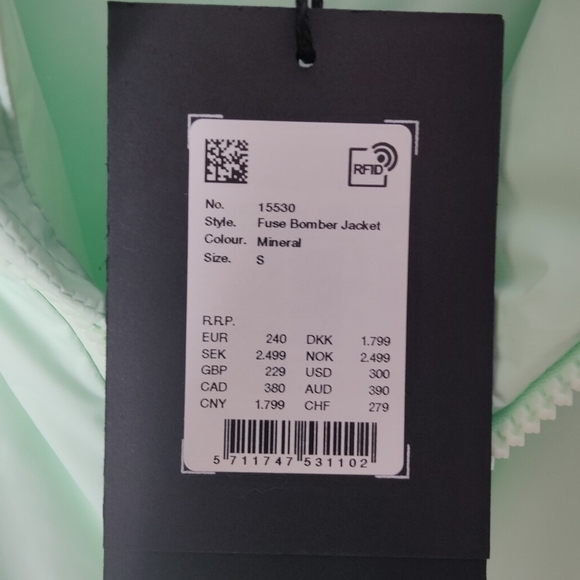 RFID
No. 15530
Style. Fuse Bomber Jacket
Colour. Mineral
Size. S
R.R.P.
EUR 240 DKK 1.799
SEK 2.499 NOK 2.499
GBP 229 USD 300
CAD 380 AUD 390
CNY 1.799 CHF 279
5 711747 531102